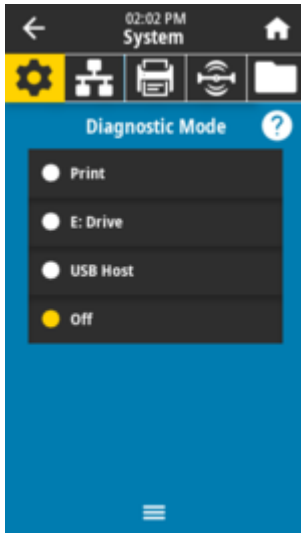 02:02 PM
System
Diagnostic Mode ?
Print
E: Drive
USB Host
Off